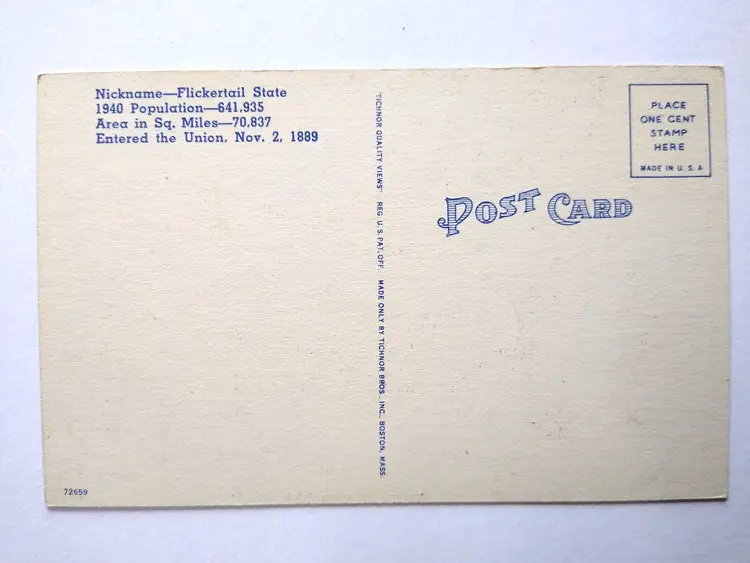 Nickname—Flickertail State
1940 Population—641,935
Area in Sq. Miles—70,837
Entered the Union, Nov. 2, 1889
"TICHNOR QUALITY VIEWS" REG. U. S. PAT. OFF. MADE ONLY BY TICHNOR BROS., INC., BOSTON, MASS.
PLACE
ONE CENT
STAMP
HERE
MADE IN U. S. A
POST CARD
72659